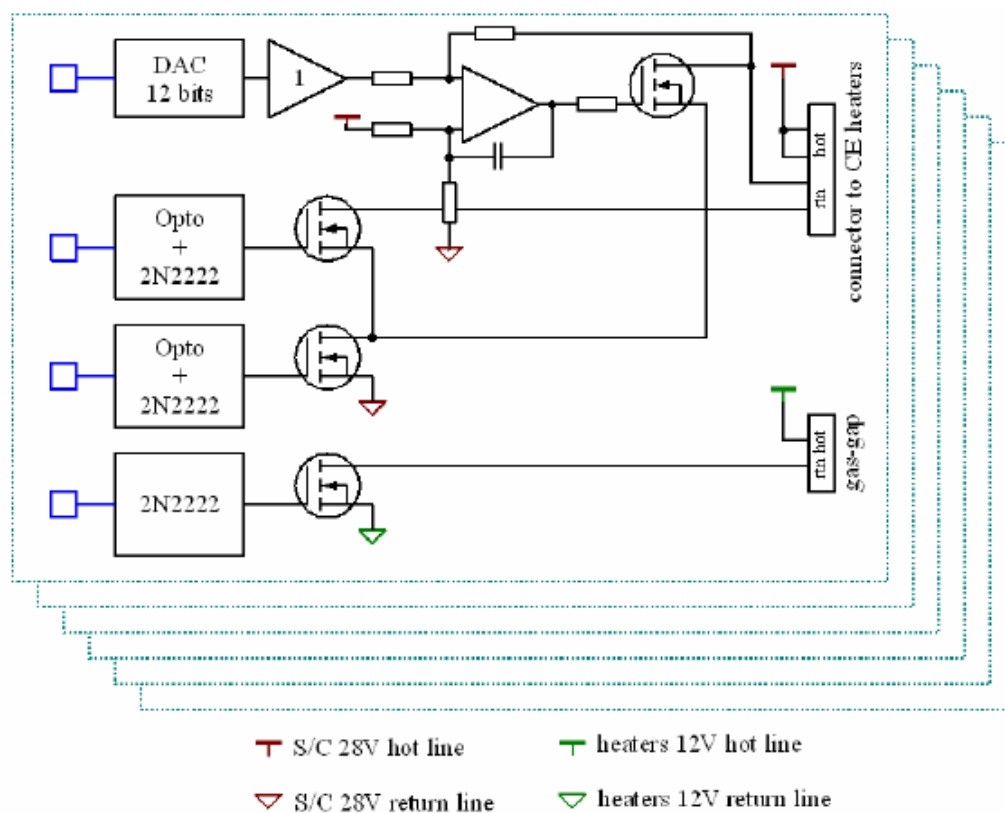 DAC
12 bits
1
hot
rtn
connector to CE heaters
Opto
+
2N2222
Opto
+
2N2222
rtn hot
gas-gap
2N2222
S/C 28V hot line
heaters 12V hot line
S/C 28V return line
heaters 12V return line